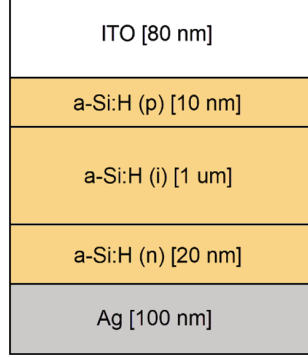 ITO [80 nm]
a-Si:H (p) [10 nm]
a-Si:H (i) [1 um]
a-Si:H (n) [20 nm]
Ag [100 nm]